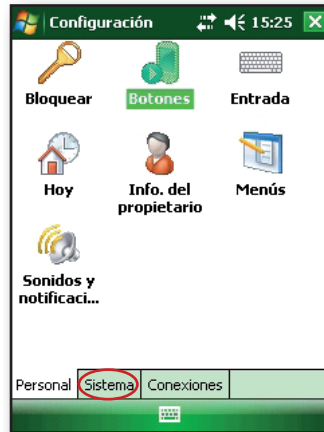 Configuración 15:25
Bloquear Botones Entrada
Hoy Info. del Menús
propietario
Sonidos y
notificaci...
Personal Sistema Conexiones